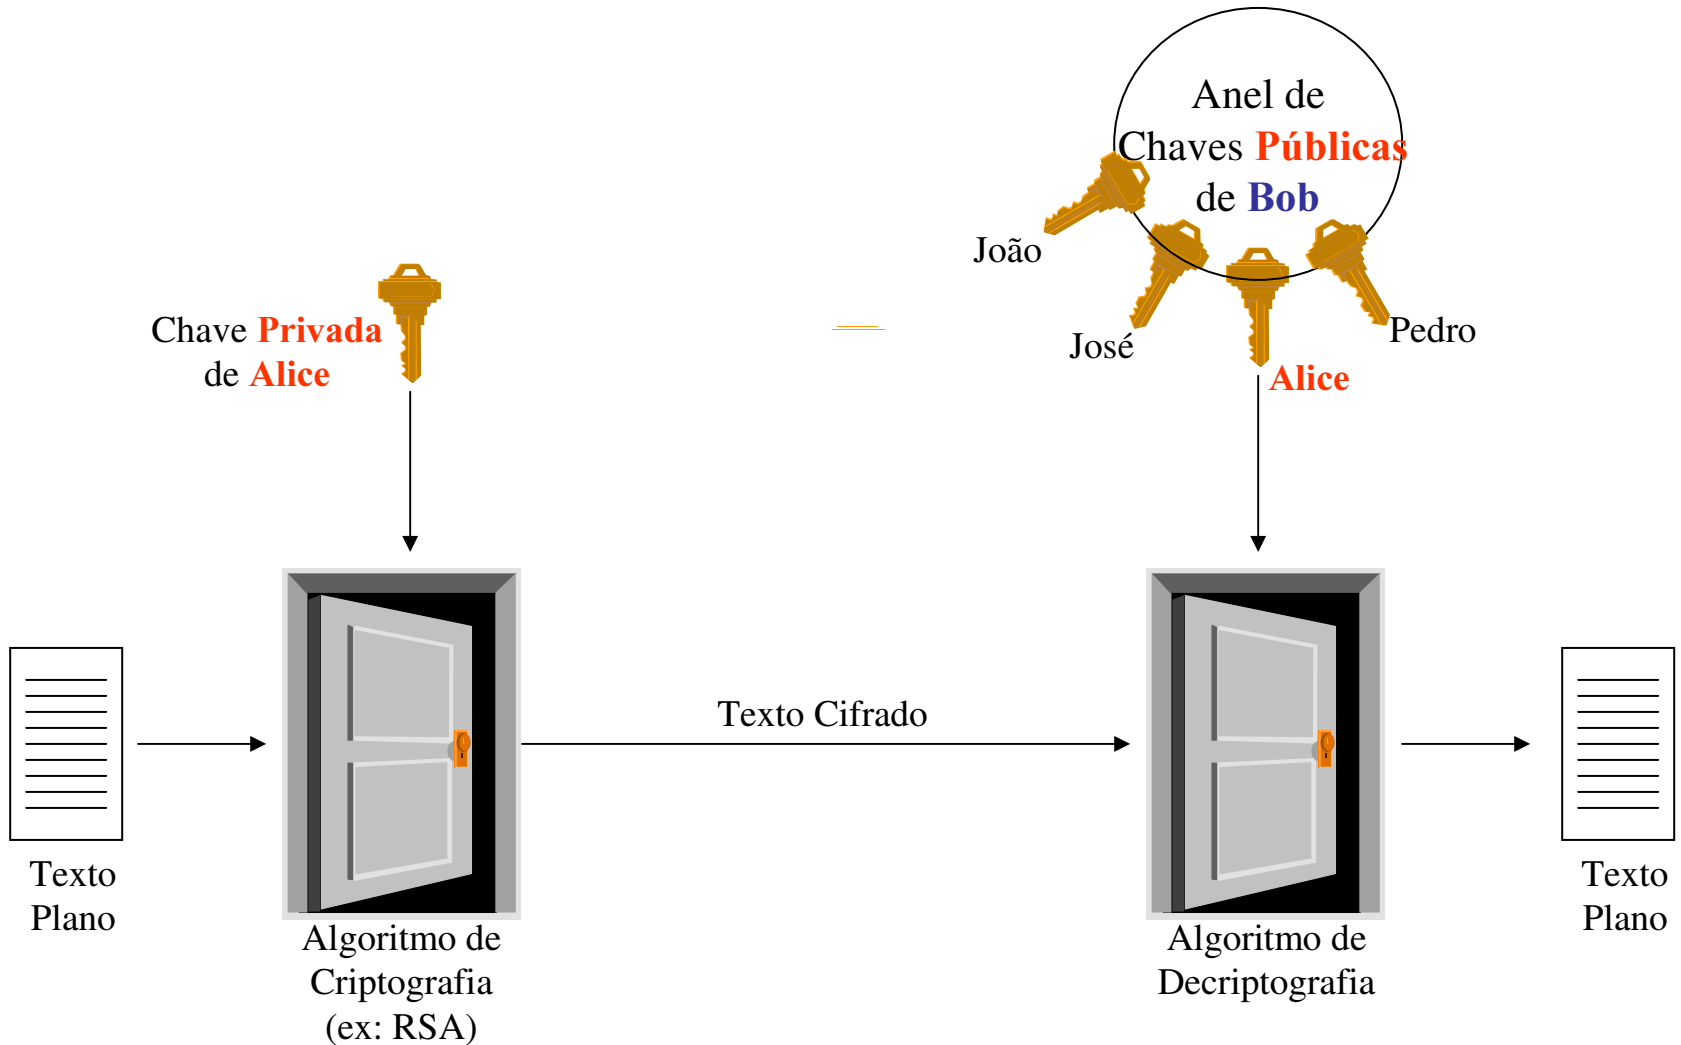 Anel de
Chaves Públicas
de Bob
João
José
Alice
Pedro
Chave Privada
de Alice
Texto Cifrado
Texto
Plano
Algoritmo de
Criptografia
(ex: RSA)
Algoritmo de
Decriptografia
Texto
Plano